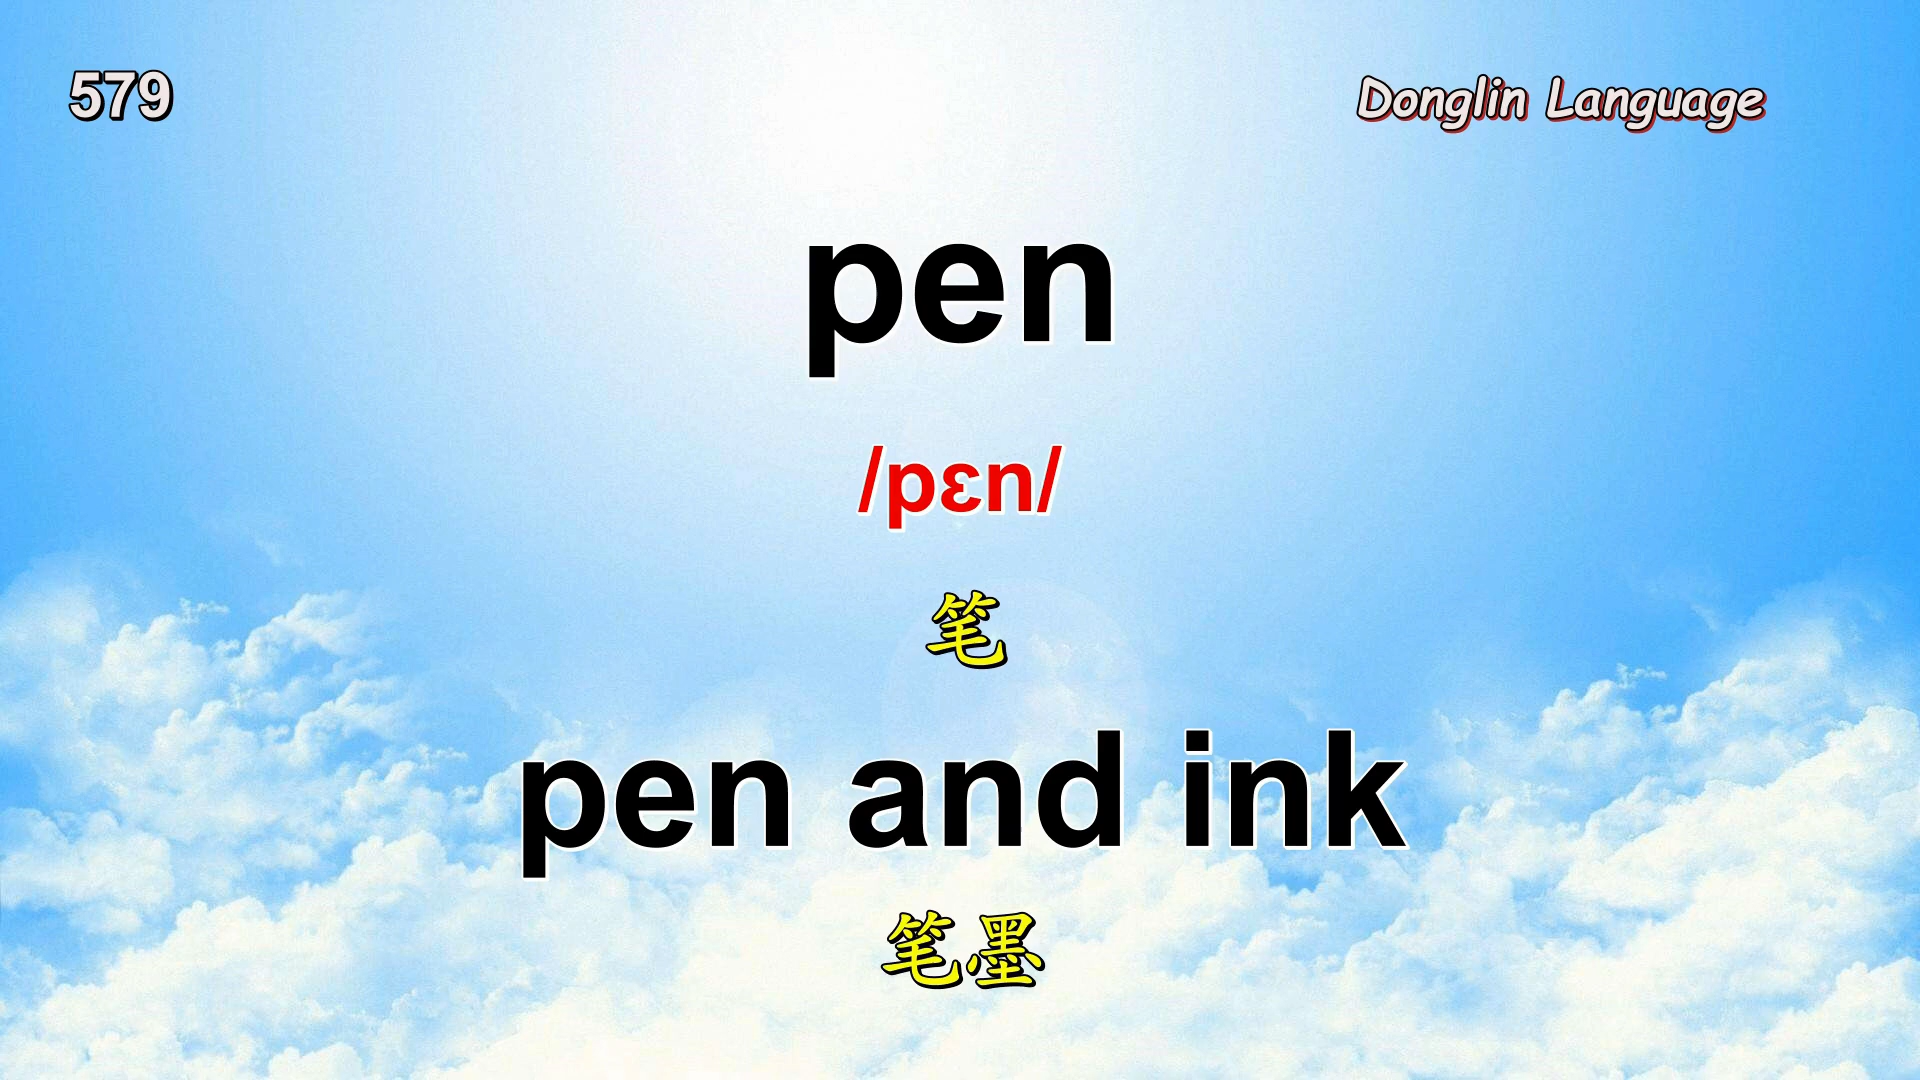 579
Donglin Language
pen
/pɛn/
笔
pen and ink
笔墨